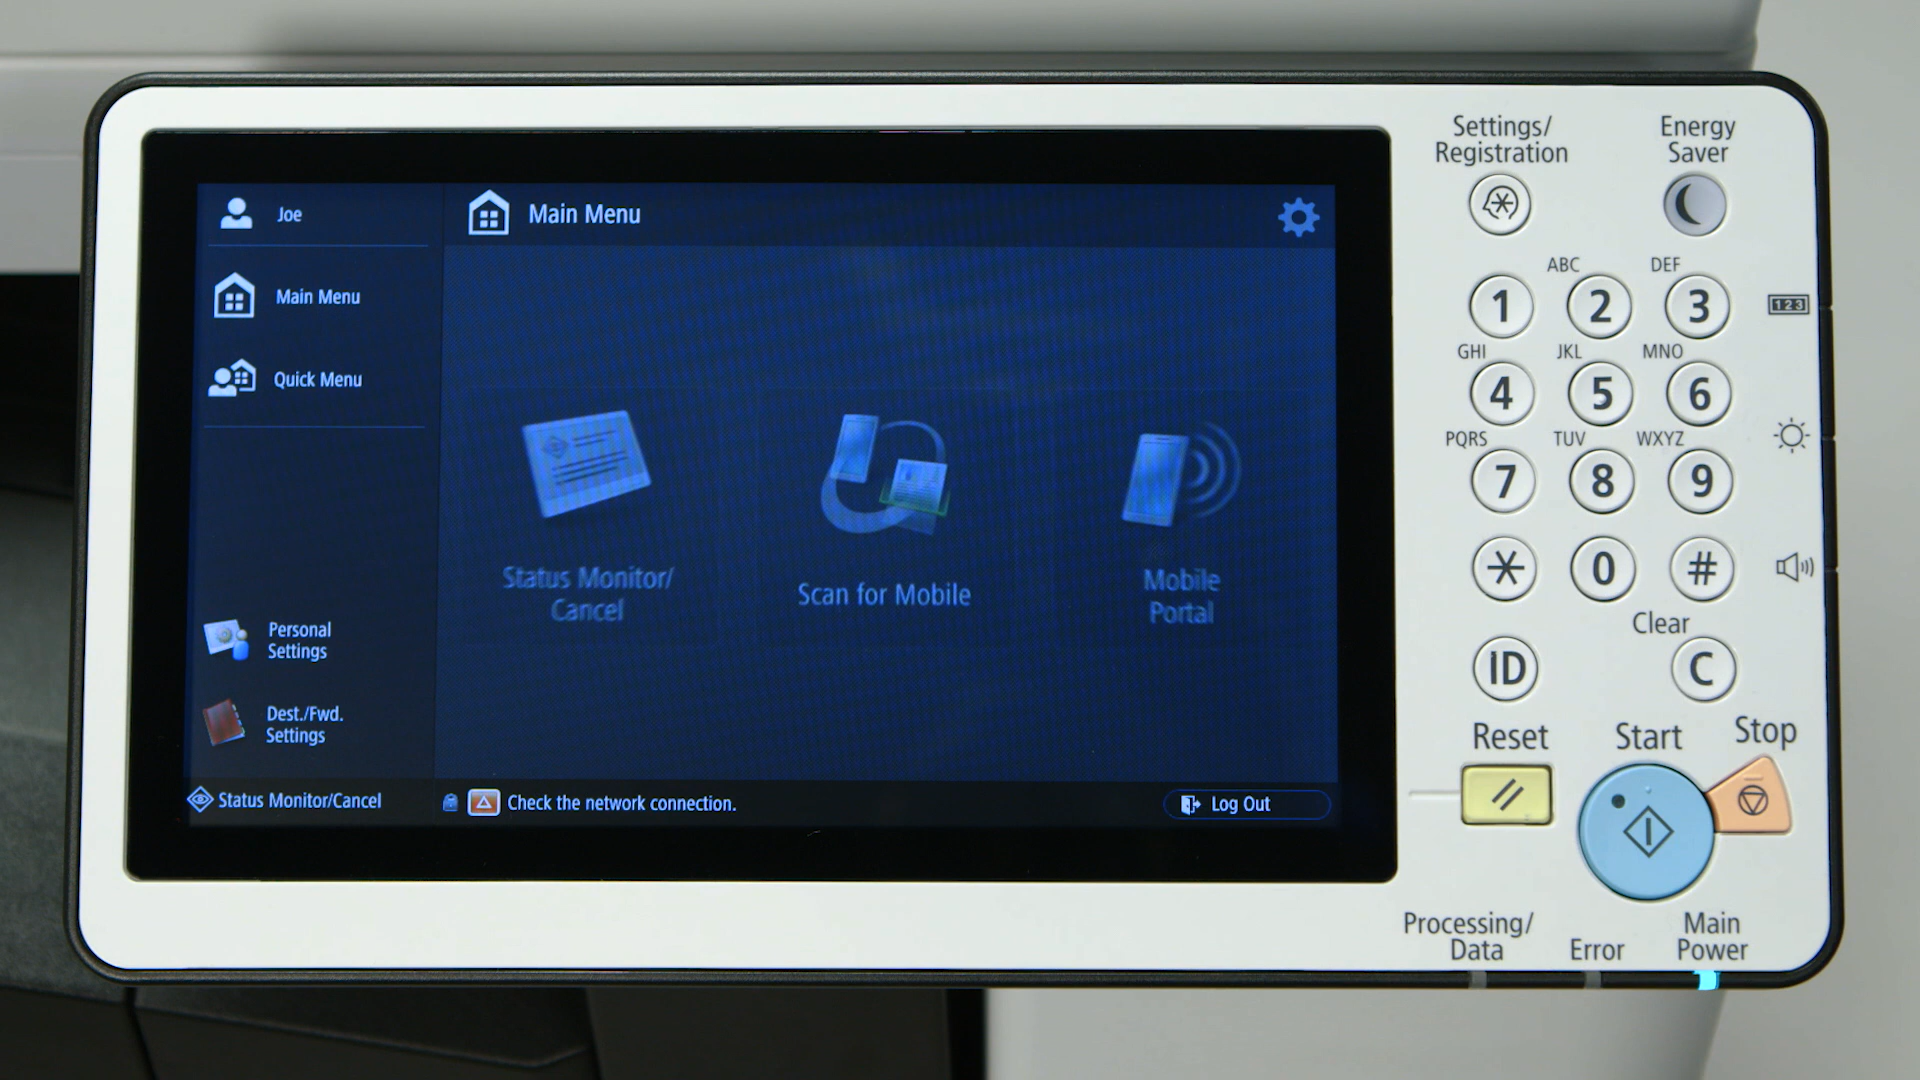 Joe
Main Menu
Quick Menu
Personal
Settings
Dest./Fwd.
Settings
Status Monitor/Cancel
Main Menu
Status Monitor/
Cancel
Scan for Mobile
Mobile
Portal
Check the network connection.
Log Out
Settings/
Registration
Energy
Saver
ABC DEF
1 2 3
123
GHI JKL MNO
4 5 6
PQRS TUV WXYZ
7 8 9
* 0 #
Clear
ID C
Reset Start Stop
Processing/
Data
Error
Main
Power